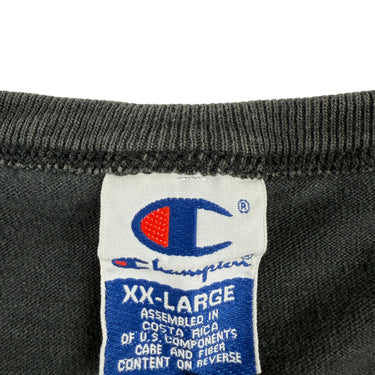 ®
Champion
XX-LARGE
ASSEMBLED IN
COSTA RICA
OF U.S. COMPONENTS
CARE AND FIBER
CONTENT ON REVERSE